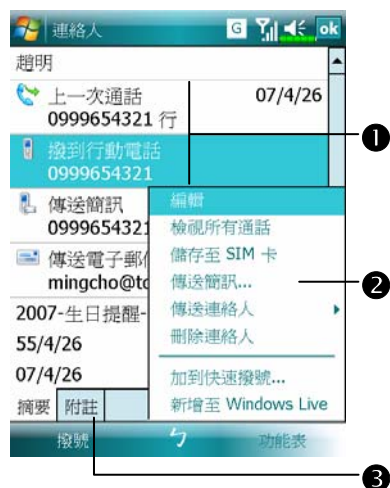 連絡人 G ok
趙明
上一次通話 07/4/26
0999654321 行
撥到行動電話
0999654321
傳送簡訊
099965432
傳送電子郵
mingcho@t
2007-生日提醒-
55/4/26
07/4/26
摘要 附註
編輯
檢視所有通話
儲存至 SIM 卡
傳送簡訊...
傳送連絡人
刪除連絡人
加到快速撥號...
新增至 Windows Live
撥號 ㄅ 功能表
1
2
3